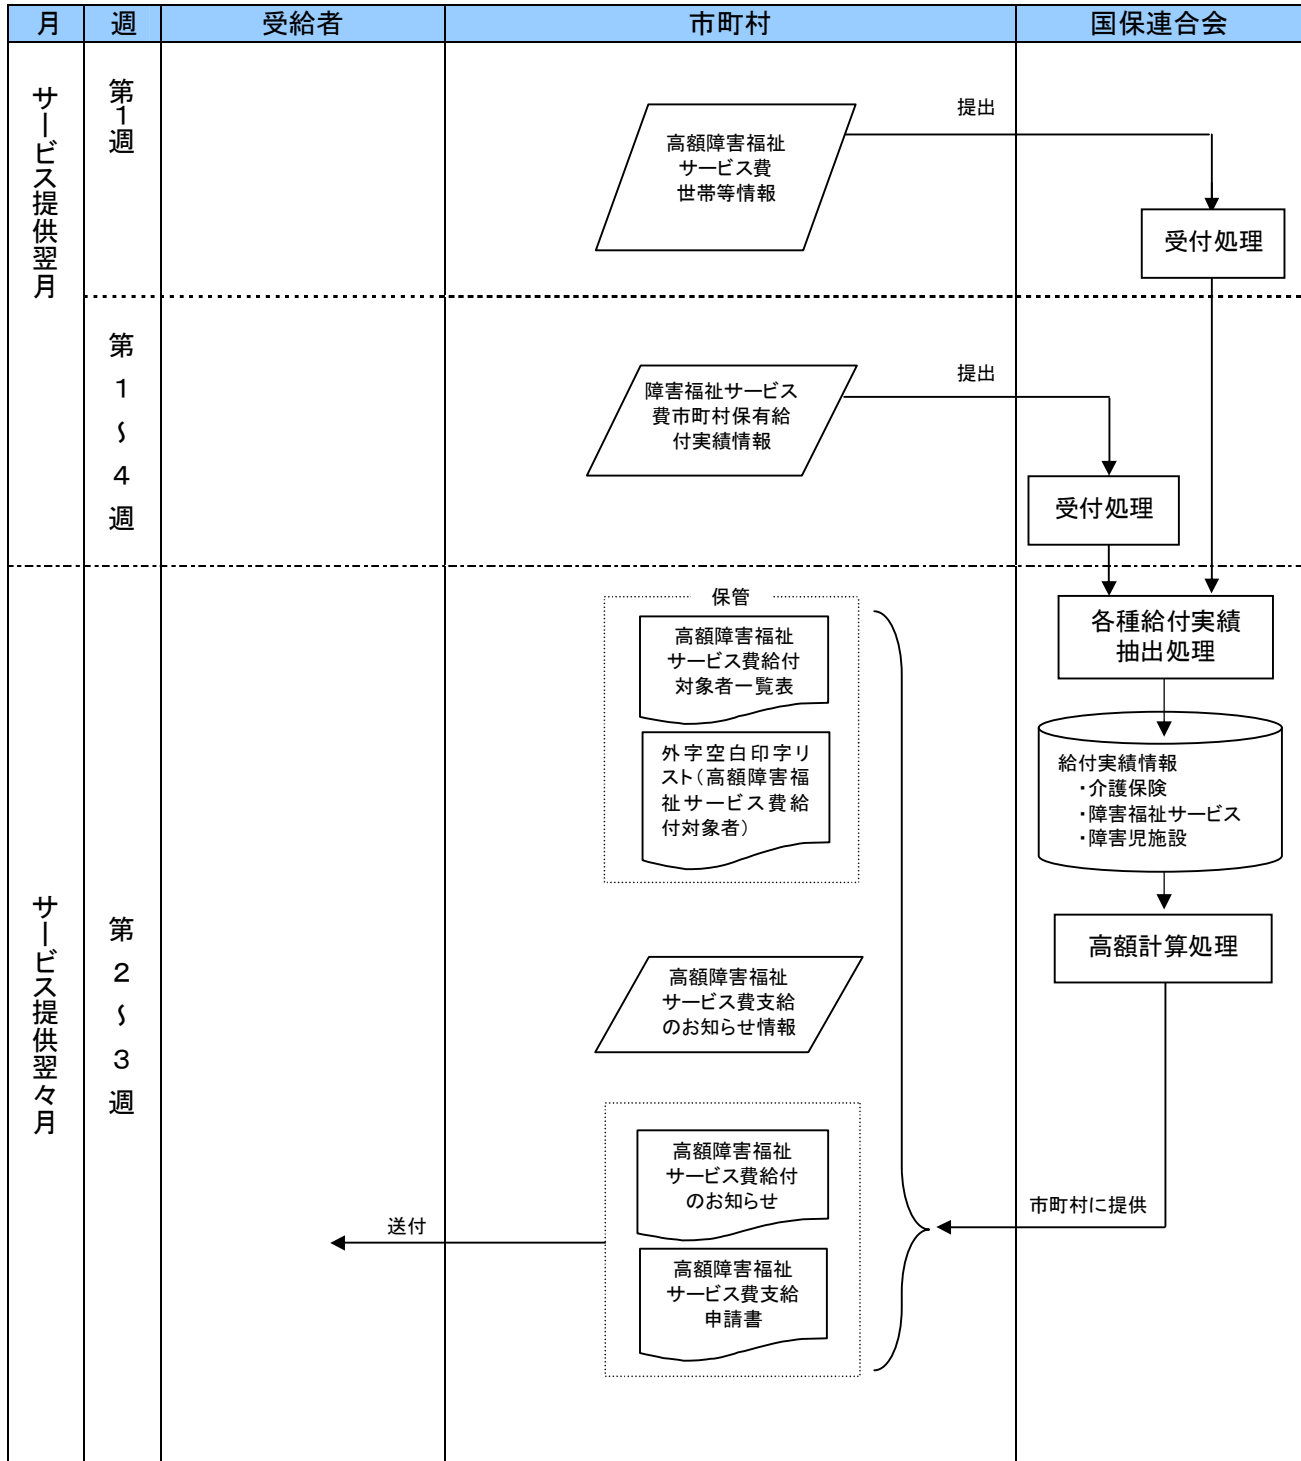 月 週 受給者 市町村 国保連合会
サービス提供翌月
第1週
高額障害福祉
サービス費
世帯等情報
提出
受付処理
第
1
～
4
週
障害福祉サービス
費市町村保有給
付実績情報
提出
受付処理
サービス提供翌々月
第
2
～
3
週
保管
高額障害福祉
サービス費給付
対象者一覧表
外字空白印字リ
スト（高額障害福
祉サービス費給
付対象者）
各種給付実績
抽出処理
給付実績情報
・介護保険
・障害福祉サービス
・障害児施設
高額計算処理
高額障害福祉
サービス費支給
のお知らせ情報
高額障害福祉
サービス費給付
のお知らせ
市町村に提供
送付
高額障害福祉
サービス費支給
申請書